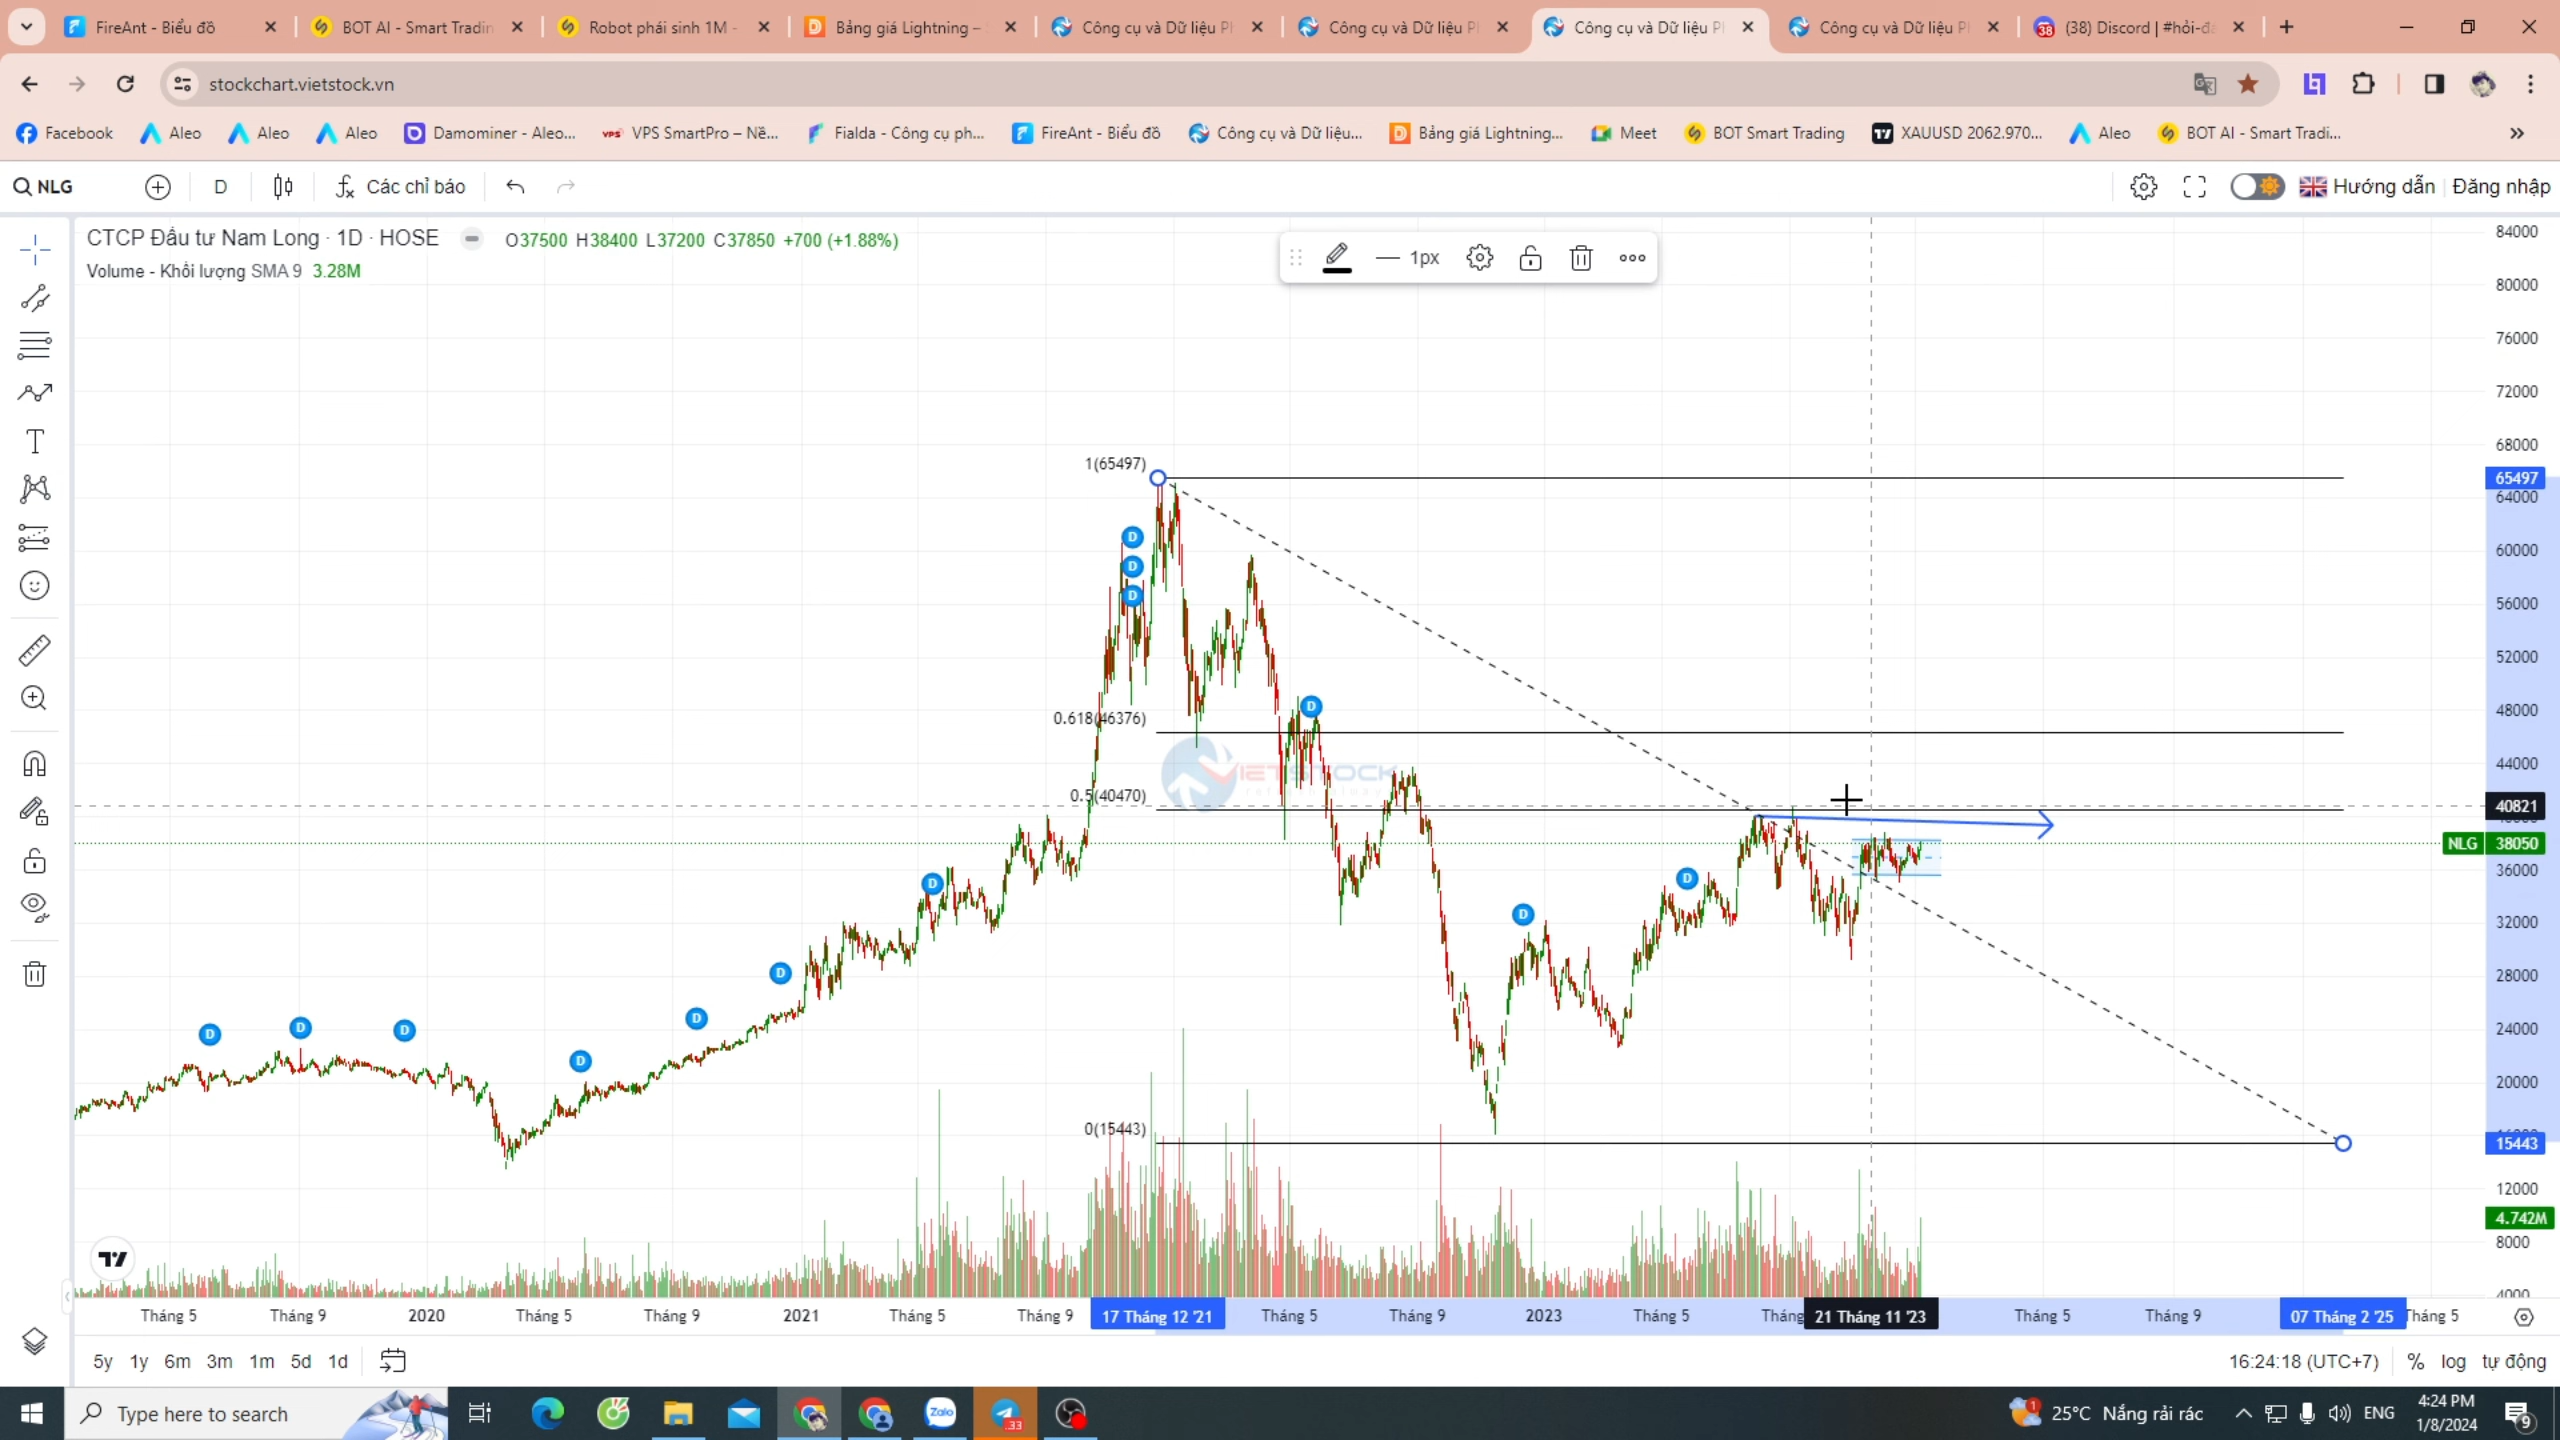 FireAnt - Biểu đồ
BOT AI - Smart Tradin
Robot phái sinh 1M -
Bảng giá Lightning –
Công cụ và Dữ liệu Ph
Công cụ và Dữ liệu Ph
Công cụ và Dữ liệu Ph
Công cụ và Dữ liệu Ph
(38) Discord | #hỏi-đá
stockchart.vietstock.vn
Facebook
Aleo
Aleo
Aleo
Damominer - Aleo...
VPS SmartPro – Nề...
Fialda - Công cụ ph...
FireAnt - Biểu đồ
Công cụ và Dữ liệu...
Bảng giá Lightning...
Meet
BOT Smart Trading
XAUUSD 2062.970...
Aleo
BOT AI - Smart Tradi...
NLG
D
Các chỉ báo
Hướng dẫn
Đăng nhập
CTCP Đầu tư Nam Long · 1D · HOSE
O37500 H38400 L37200 C37850 +700 (+1.88%)
Volume - Khối lượng SMA 9 3.28M
1px
84000
80000
76000
72000
68000
1(65497)
65497
64000
60000
56000
52000
48000
0.618(46376)
44000
VIETSTOCK
0.5(40470)
40821
NLG 38050
36000
32000
28000
24000
20000
0(15443)
15443
12000
4.742M
8000
4000
Tháng 5
Tháng 9
2020
Tháng 5
Tháng 9
2021
Tháng 5
Tháng 9
17 Tháng 12 '21
Tháng 5
Tháng 9
2023
Tháng 5
Tháng
21 Tháng 11 '23
Tháng 5
Tháng 9
07 Tháng 2 '25
Tháng 5
5y 1y 6m 3m 1m 5d 1d
16:24:18 (UTC+7)
% log tự động
Type here to search
Zalo
33
25°C Nắng rải rác
ENG
4:24 PM
1/8/2024
9